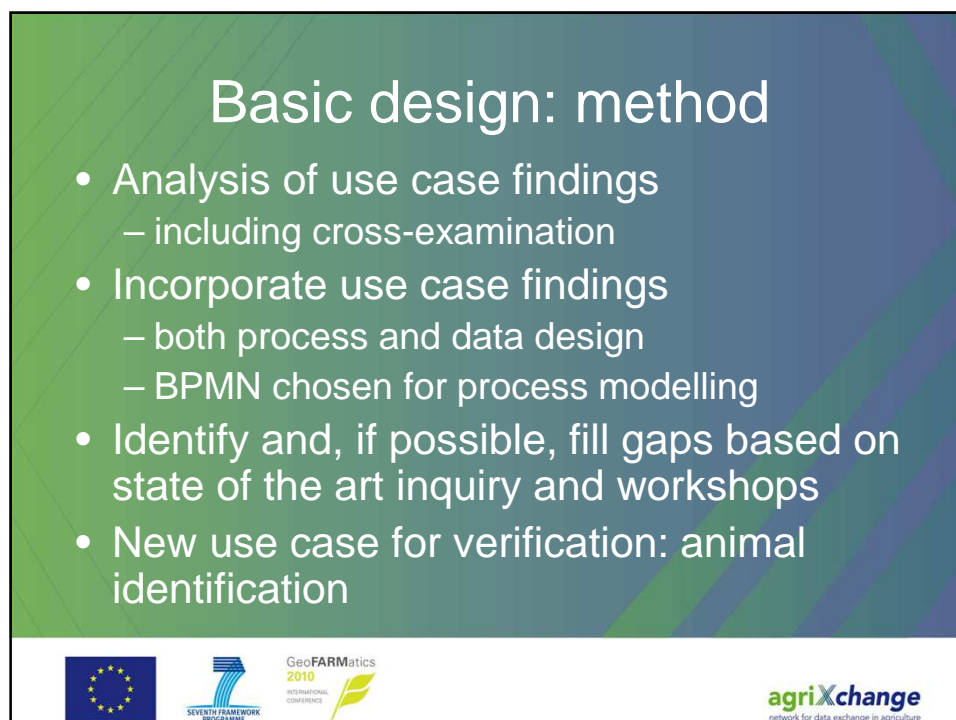 Basic design: method
• Analysis of use case findings
– including cross-examination
• Incorporate use case findings
– both process and data design
– BPMN chosen for process modelling
• Identify and, if possible, fill gaps based on
state of the art inquiry and workshops
• New use case for verification: animal
identification
SEVENTH FRAMEWORK
PROGRAMME
GeoFARMatics
2010
INTERNATIONAL
CONFERENCE
agriXchange
network for data exchange in agriculture